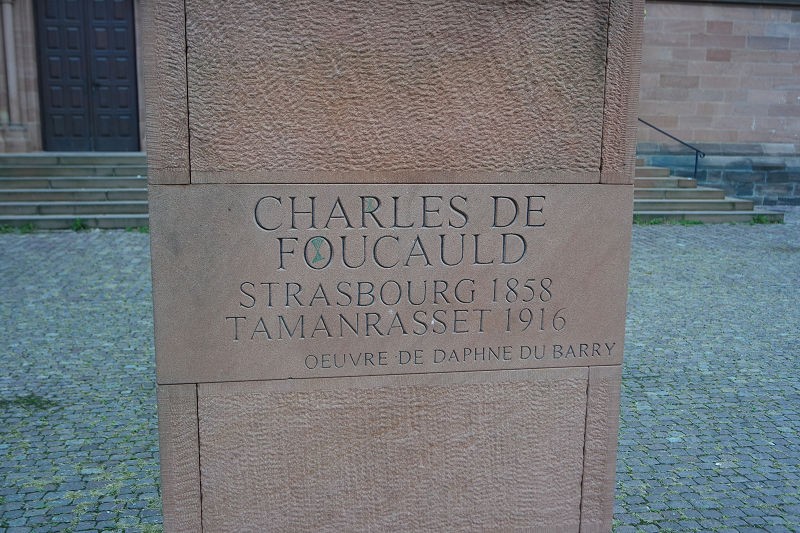 CHARLES DE
FOUCAULD
STRASBOURG 1858
TAMANRASSET 1916
OEUVRE DE DAPHNE DU BARRY